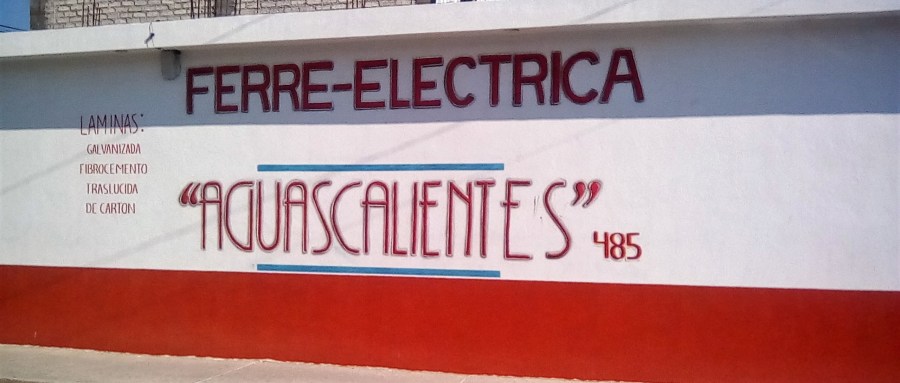 FERRE-ELECTRICA
LAMINAS:
GALVANIZADA
FIBROCEMENTO
TRASLUCIDA
DE CARTON
"AGUASCALIENTES"
485